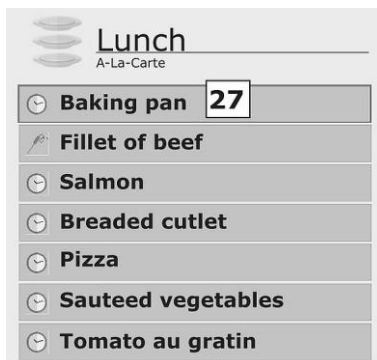 Lunch
A-La-Carte
Baking pan 27
Fillet of beef
Salmon
Breaded cutlet
Pizza
Sauteed vegetables
Tomato au gratin